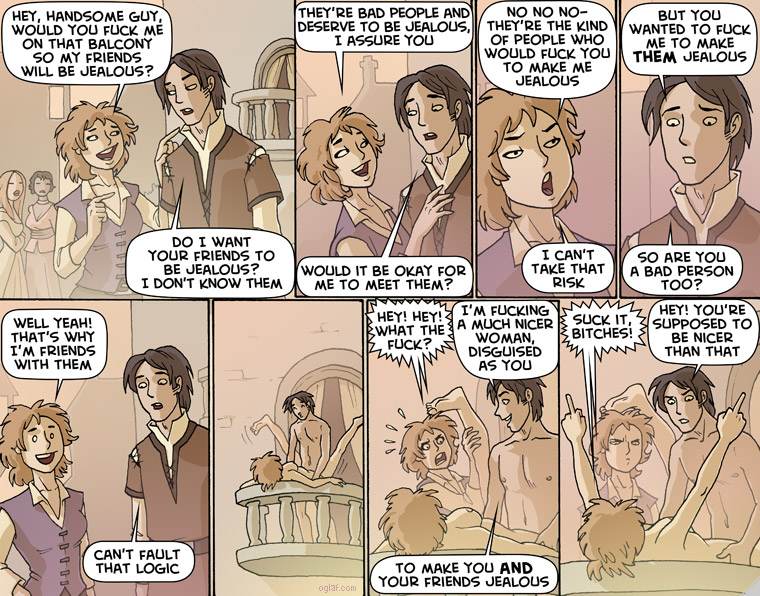 HEY, HANDSOME GUY,
WOULD YOU FUCK ME
ON THAT BALCONY
SO MY FRIENDS
WILL BE JEALOUS?
DO I WANT
YOUR FRIENDS TO
BE JEALOUS?
I DON'T KNOW THEM
THEY'RE BAD PEOPLE AND
DESERVE TO BE JEALOUS,
I ASSURE YOU
WOULD IT BE OKAY FOR
ME TO MEET THEM?
NO NO NO-
THEY'RE THE KIND
OF PEOPLE WHO
WOULD FUCK YOU
TO MAKE ME
JEALOUS
I CAN'T
TAKE THAT
RISK
BUT YOU
WANTED TO FUCK
ME TO MAKE
THEM JEALOUS
SO ARE YOU
A BAD PERSON
TOO?
WELL YEAH!
THAT'S WHY
I'M FRIENDS
WITH THEM
CAN'T FAULT
THAT LOGIC
oglaf.com
HEY! HEY!
WHAT THE
FUCK?
I'M FUCKING
A MUCH NICER
WOMAN,
DISGUISED
AS YOU
TO MAKE YOU AND
YOUR FRIENDS JEALOUS
SUCK IT,
BITCHES!
HEY! YOU'RE
SUPPOSED TO
BE NICER
THAN THAT